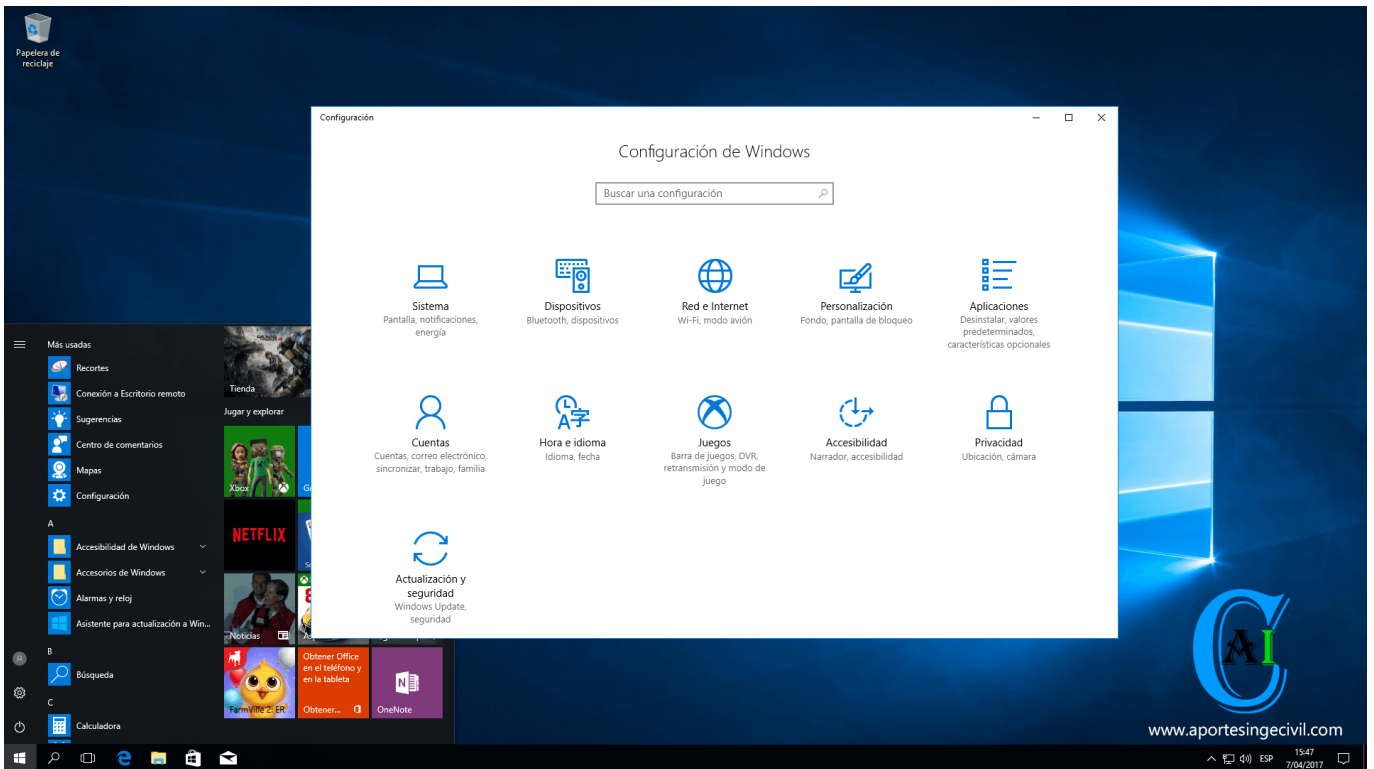 Papelera de
reciclaje
Configuración
Configuración de Windows
Buscar una configuración
Sistema
Pantalla, notificaciones,
energía
Dispositivos
Bluetooth, dispositivos
Red e Internet
Wi-Fi, modo avión
Personalización
Fondo, pantalla de bloqueo
Aplicaciones
Desinstalar, valores
predeterminados,
características opcionales
Cuentas
Cuentas, correo electrónico,
sincronizar, trabajo, familia
Hora e idioma
Idioma, fecha
Juegos
Barra de juegos, DVR,
retransmisión y modo de
juego
Accesibilidad
Narrador, accesibilidad
Privacidad
Ubicación, cámara
Actualización y
seguridad
Windows Update,
seguridad
Más usadas
Recortes
Conexión a Escritorio remoto
Sugerencias
Centro de comentarios
Mapas
Configuración
A
Accesibilidad de Windows
Accesorios de Windows
Alarmas y reloj
Asistente para actualización a Win...
B
Búsqueda
C
Calculadora
Tienda
Jugar y explorar
Xbox
NETFLIX
Noticias
FarmVille 2: ER
Obtener Office
en el teléfono y
en la tableta
Obtener...
OneNote
CAI
www.aportesingecivil.com
ESP
15:47
7/04/2017